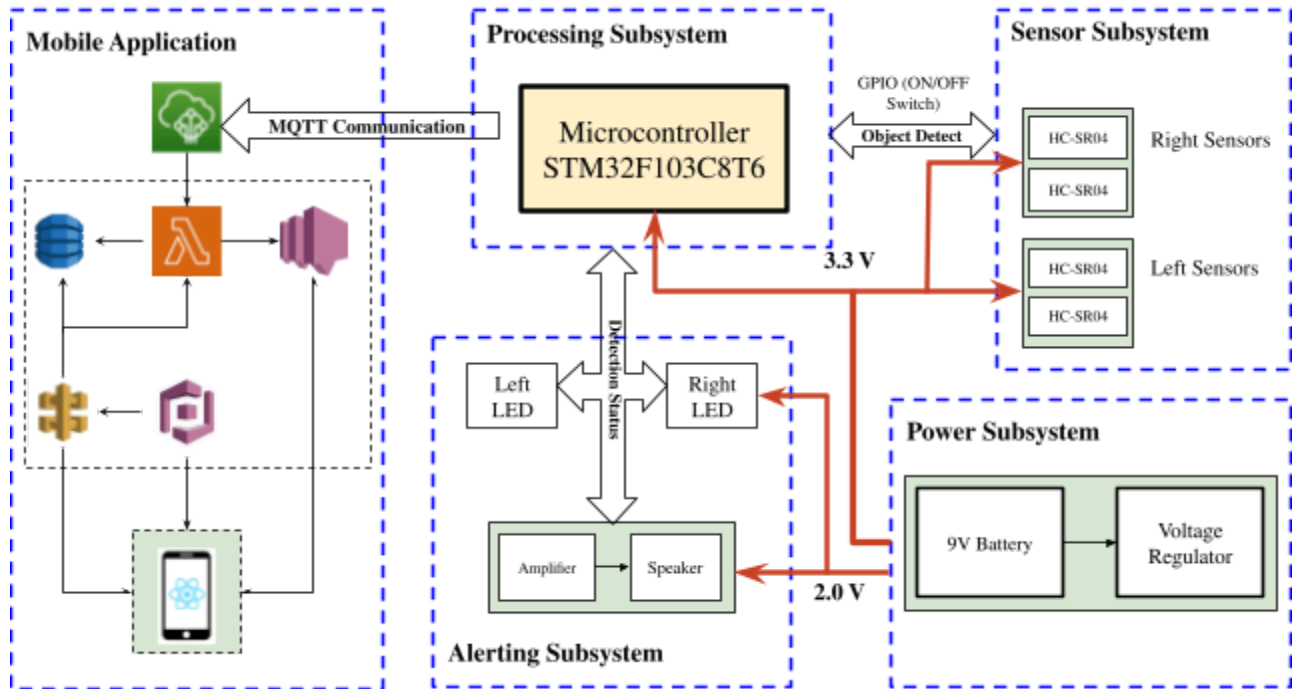 Mobile Application
MQTT Communication
Processing Subsystem
Microcontroller
STM32F103C8T6
GPIO (ON/OFF
Switch)
Object Detect
Sensor Subsystem
HC-SR04
HC-SR04
Right Sensors
HC-SR04
HC-SR04
Left Sensors
3.3 V
Detection Status
Left
LED
Right
LED
Amplifier
Speaker
Alerting Subsystem
2.0 V
Power Subsystem
9V Battery
Voltage
Regulator